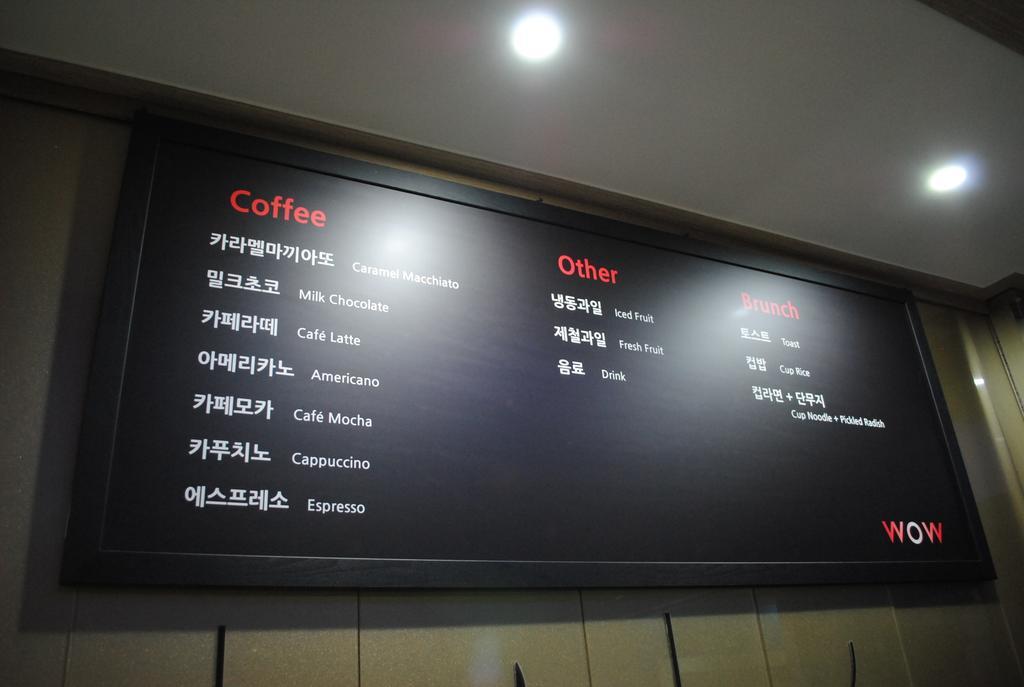 Coffee
카라멜마끼아또 Caramel Macchiato
밀크초코 Milk Chocolate
카페라떼 Café Latte
아메리카노 Americano
카페모카 Café Mocha
카푸치노 Cappuccino
에스프레소 Espresso
Other
냉동과일 Iced Fruit
제철과일 Fresh Fruit
음료 Drink
Brunch
토스트 Toast
컵밥 Cup Rice
컵라면 + 단무지
Cup Noodle + Pickled Radish
WOW